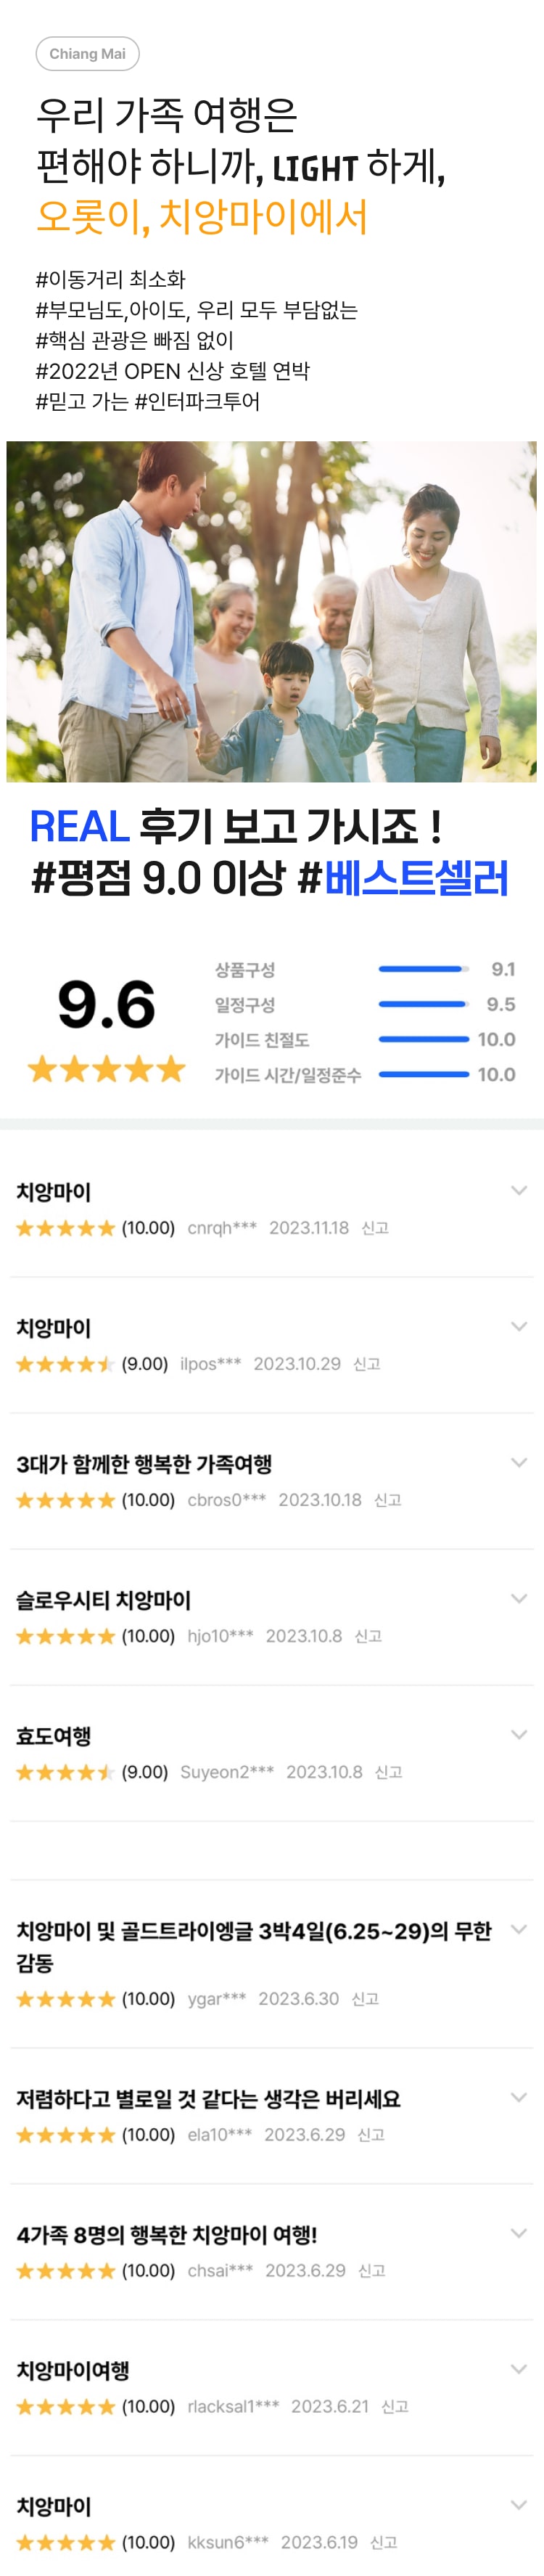 Chiang Mai
우리 가족 여행은
편해야 하니까, LIGHT 하게,
오롯이, 치앙마이에서
#이동거리 최소화
#부모님도,아이도, 우리 모두 부담없는
#핵심 관광은 빠짐 없이
#2022년 OPEN 신상 호텔 연박
#믿고 가는 #인터파크투어
REAL 후기 보고 가시죠 !
#평점 9.0 이상 #베스트셀러
9.6
상품구성 9.1
일정구성 9.5
가이드 친절도 10.0
가이드 시간/일정준수 10.0
치앙마이
(10.00) cnrqh*** 2023.11.18 신고
치앙마이
(9.00) ilpos*** 2023.10.29 신고
3대가 함께한 행복한 가족여행
(10.00) cbros0*** 2023.10.18 신고
슬로우시티 치앙마이
(10.00) hjo10*** 2023.10.8 신고
효도여행
(9.00) Suyeon2*** 2023.10.8 신고
치앙마이 및 골드트라이엥글 3박4일(6.25~29)의 무한
감동
(10.00) ygar*** 2023.6.30 신고
저렴하다고 별로일 것 같다는 생각은 버리세요
(10.00) ela10*** 2023.6.29 신고
4가족 8명의 행복한 치앙마이 여행!
(10.00) chsai*** 2023.6.29 신고
치앙마이여행
(10.00) rlacksal1*** 2023.6.21 신고
치앙마이
(10.00) kksun6*** 2023.6.19 신고